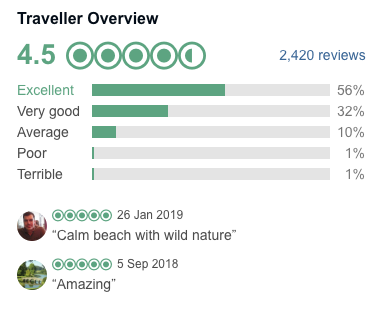 Traveller Overview
4.5 2,420 reviews
Excellent 56%
Very good 32%
Average 10%
Poor 1%
Terrible 1%
26 Jan 2019
“Calm beach with wild nature”
5 Sep 2018
“Amazing”